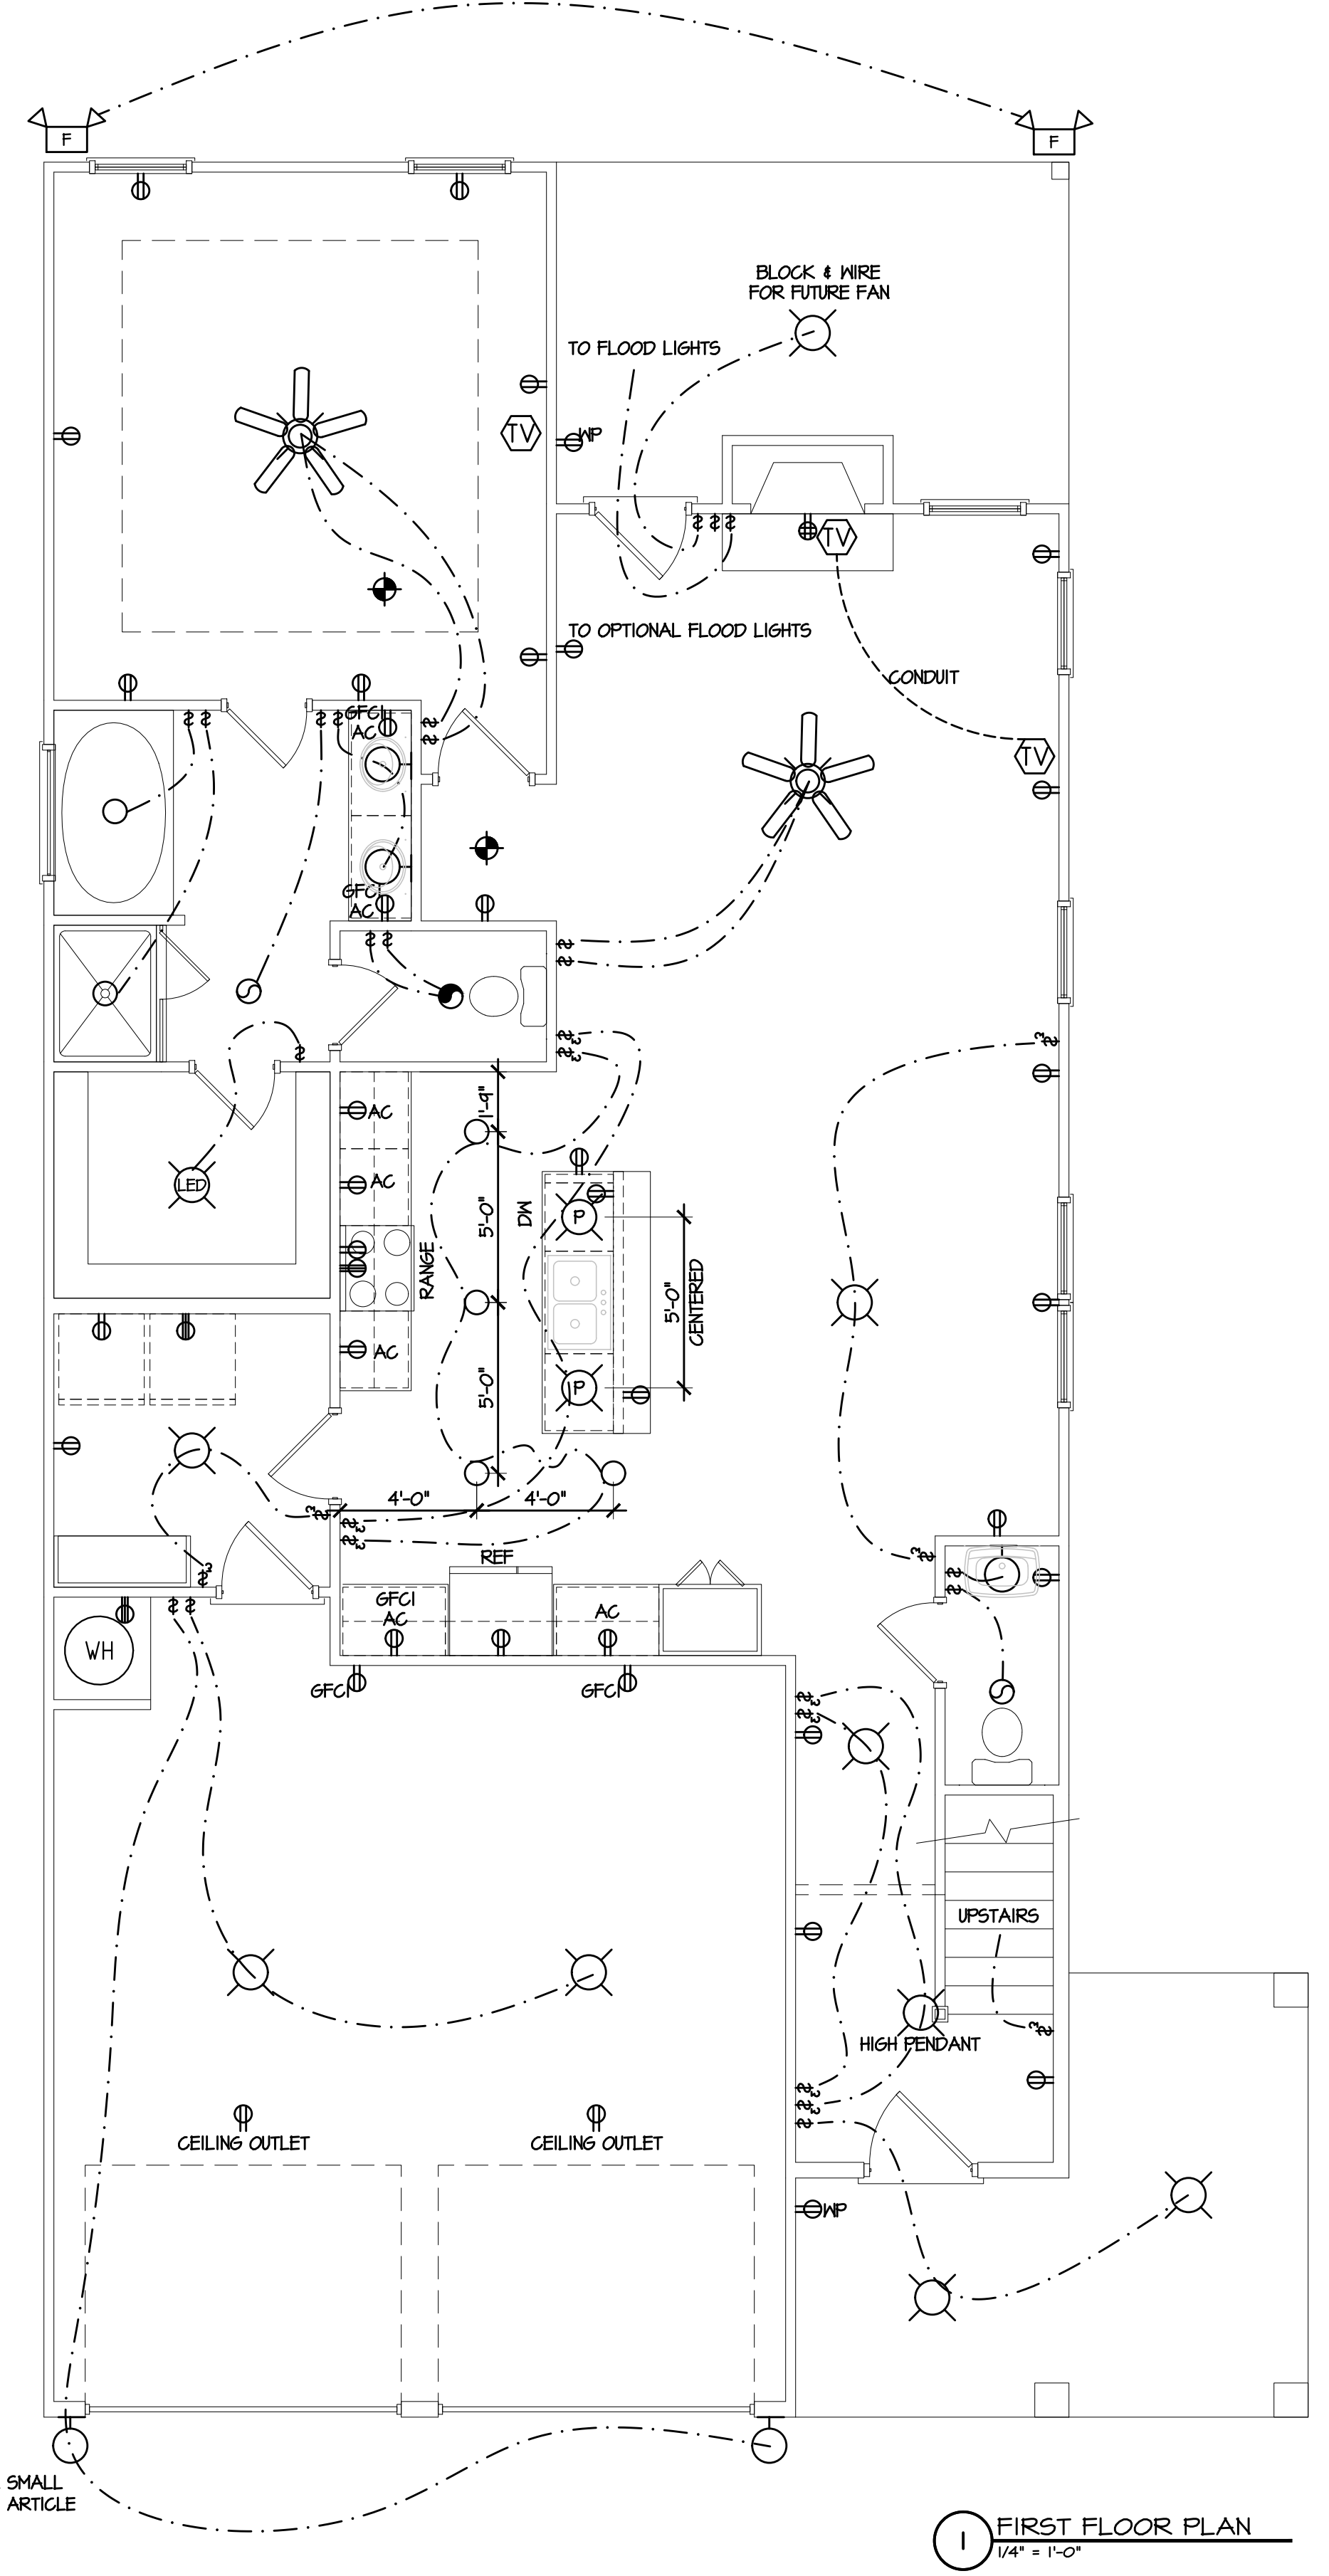 F
F
BLOCK & WIRE
FOR FUTURE FAN
TO FLOOD LIGHTS
TV
WP
TV
TO OPTIONAL FLOOD LIGHTS
CONDUIT
GFCI
AC
TV
GFCI
AC
1'-9"
AC
AC
LED
5'-0"
DW
P
RANGE
5'-0"
CENTERED
AC
5'-0"
P
4'-0"
4'-0"
REF
GFCI
AC
AC
WH
GFCI
GFCI
UPSTAIRS
HIGH PENDANT
CEILING OUTLET
CEILING OUTLET
WP
SMALL
ARTICLE
1
FIRST FLOOR PLAN
1/4" = 1'-0"